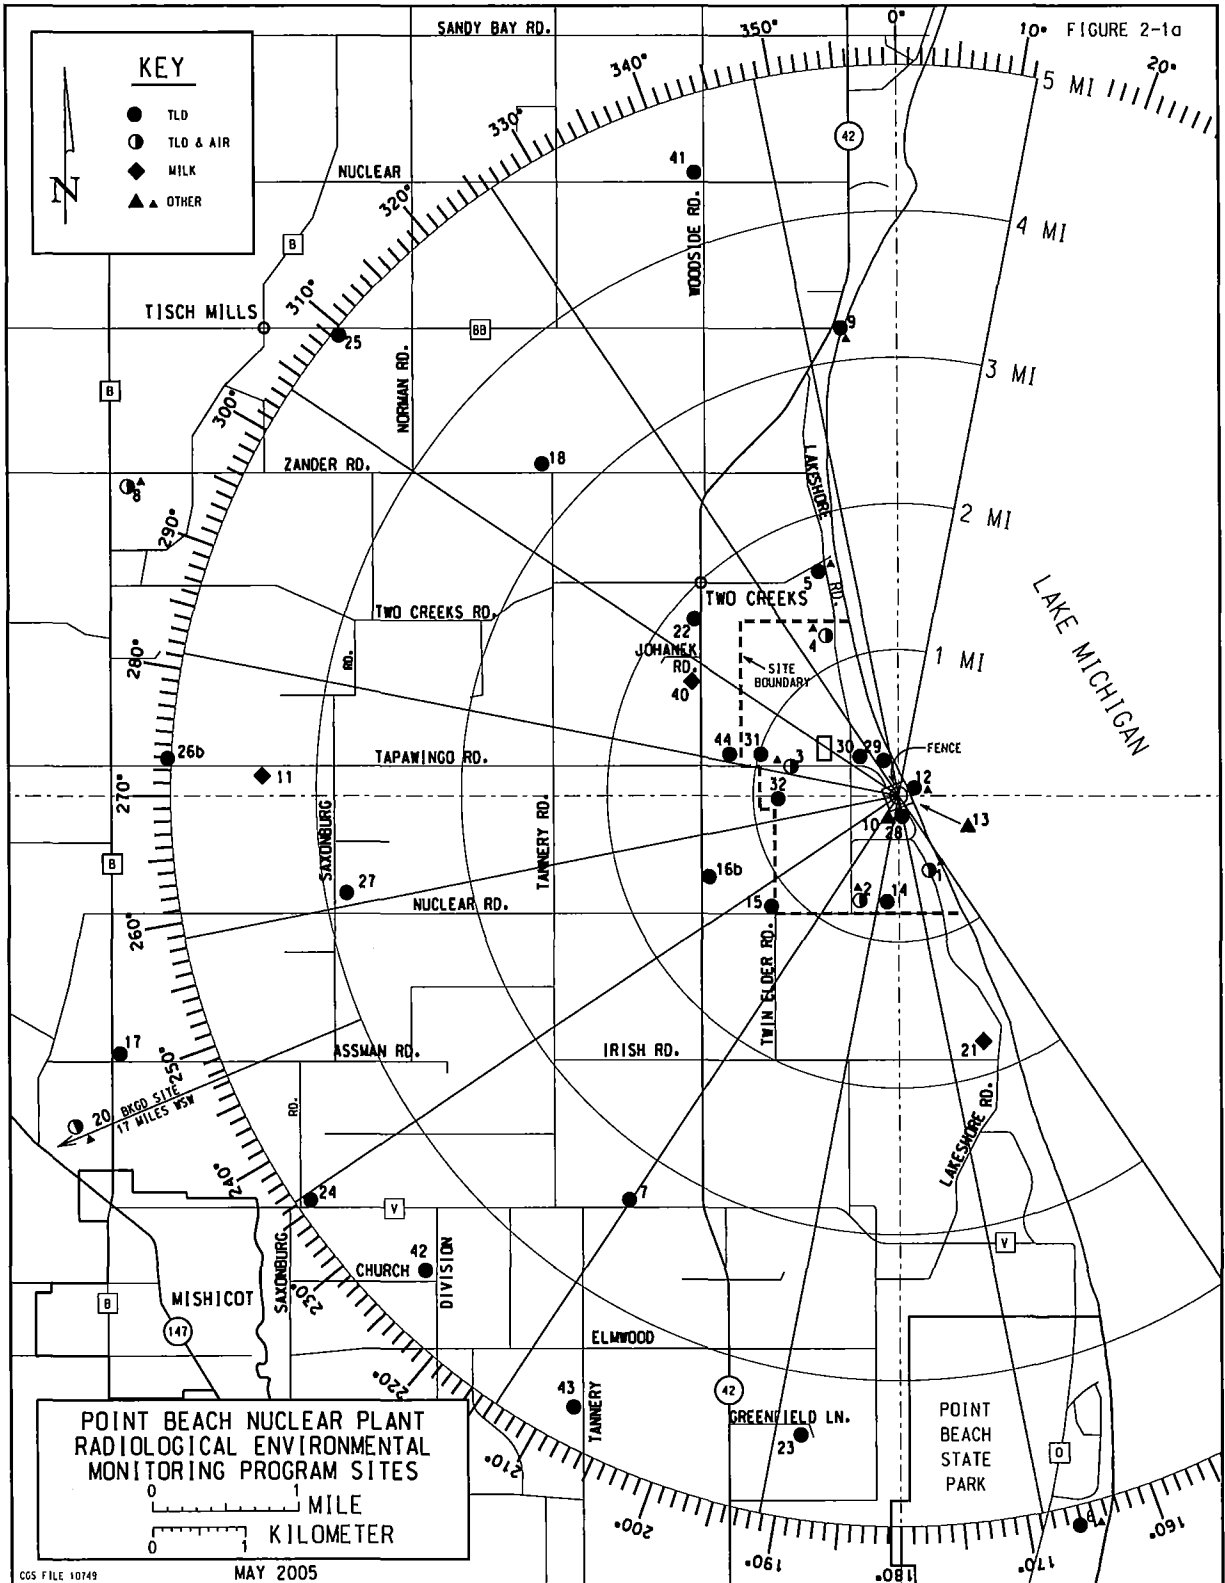 SANDY BAY RD.
0°
350°
10°
FIGURE 2-1a
340°
20°
5 MI
KEY
TLD
TLD & AIR
MILK
OTHER
N
330°
42
41
NUCLEAR
320°
WOODSIDE RD.
4 MI
B
TISCH MILLS
310°
25
BB
9
3 MI
B
NORMAN RD.
300°
ZANDER RD.
18
LAKESHORE
RD.
8
290°
2 MI
5
TWO CREEKS
TWO CREEKS RD.
22
4
LAKE MICHIGAN
280°
RD.
JOHANEK
RD.
40
SITE
BOUNDARY
1 MI
26b
TAPAWINGO RD.
44
31
3
30
29
FENCE
11
32
12
270°
10
28
13
SAXONBURG
TANNERY RD.
B
27
16b
1
NUCLEAR RD.
15
2
14
260°
TWIN ELDER RD.
17
250°
ASSMAN RD.
IRISH RD.
21
20
BKGD SITE
17 MILES WSW
RD.
LAKESHORE RD.
240°
24
V
7
V
SAXONBURG
42
CHURCH
DIVISION
230°
B
MISHICOT
147
ELMWOOD
220°
43
TANNERY
42
GREENFIELD LN.
23
POINT
BEACH
STATE
PARK
O
210°
200°
190°
180°
170°
160°
POINT BEACH NUCLEAR PLANT
RADIOLOGICAL ENVIRONMENTAL
MONITORING PROGRAM SITES
0 1 MILE
KILOMETER
0 1
CGS FILE 10749
MAY 2005